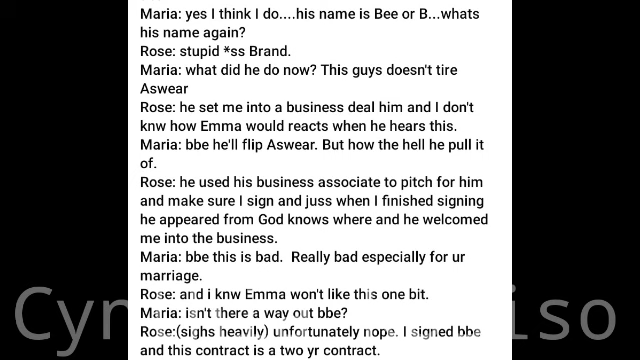 Maria: yes I think I do....his name is Bee or B...whats
his name again?
Rose: stupid *ss Brand.
Maria: what did he do now? This guys doesn't tire
Aswear
Rose: he set me into a business deal him and I don't
knw how Emma would reacts when he hears this.
Maria: bbe he'll flip Aswear. But how the hell he pull it
of.
Rose: he used his business associate to pitch for him
and make sure I sign and juss when I finished signing
he appeared from God knows where and he welcomed
me into the business.
Maria: bbe this is bad.  Really bad especially for ur
marriage.
Rose: and i knw Emma won't like this one bit.
Maria: isn't there a way out bbe?
Rose:(sighs heavily) unfortunately nope. I signed bbe
and this contract is a two yr contract.